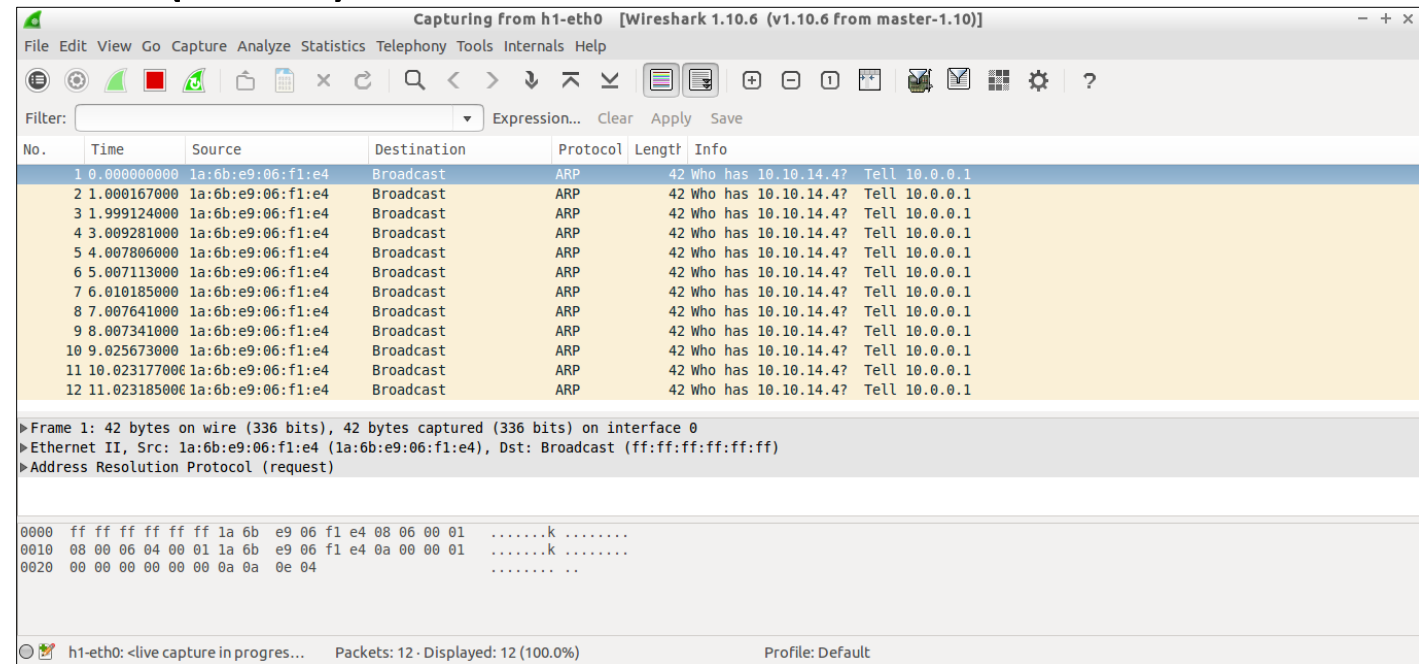 Capturing from h1-eth0 [Wireshark 1.10.6 (v1.10.6 from master-1.10)]
File Edit View Go Capture Analyze Statistics Telephony Tools Internals Help
Filter: Expression... Clear Apply Save
No. Time Source Destination Protocol Length Info
1 0.000000000 1a:6b:e9:06:f1:e4 Broadcast ARP 42 Who has 10.10.14.4? Tell 10.0.0.1
2 1.000167000 1a:6b:e9:06:f1:e4 Broadcast ARP 42 Who has 10.10.14.4? Tell 10.0.0.1
3 1.999124000 1a:6b:e9:06:f1:e4 Broadcast ARP 42 Who has 10.10.14.4? Tell 10.0.0.1
4 3.009281000 1a:6b:e9:06:f1:e4 Broadcast ARP 42 Who has 10.10.14.4? Tell 10.0.0.1
5 4.007806000 1a:6b:e9:06:f1:e4 Broadcast ARP 42 Who has 10.10.14.4? Tell 10.0.0.1
6 5.007113000 1a:6b:e9:06:f1:e4 Broadcast ARP 42 Who has 10.10.14.4? Tell 10.0.0.1
7 6.010185000 1a:6b:e9:06:f1:e4 Broadcast ARP 42 Who has 10.10.14.4? Tell 10.0.0.1
8 7.007641000 1a:6b:e9:06:f1:e4 Broadcast ARP 42 Who has 10.10.14.4? Tell 10.0.0.1
9 8.007341000 1a:6b:e9:06:f1:e4 Broadcast ARP 42 Who has 10.10.14.4? Tell 10.0.0.1
10 9.025673000 1a:6b:e9:06:f1:e4 Broadcast ARP 42 Who has 10.10.14.4? Tell 10.0.0.1
11 10.023177000 1a:6b:e9:06:f1:e4 Broadcast ARP 42 Who has 10.10.14.4? Tell 10.0.0.1
12 11.023185000 1a:6b:e9:06:f1:e4 Broadcast ARP 42 Who has 10.10.14.4? Tell 10.0.0.1
Frame 1: 42 bytes on wire (336 bits), 42 bytes captured (336 bits) on interface 0
Ethernet II, Src: 1a:6b:e9:06:f1:e4 (1a:6b:e9:06:f1:e4), Dst: Broadcast (ff:ff:ff:ff:ff:ff)
Address Resolution Protocol (request)
0000 ff ff ff ff ff ff 1a 6b e9 06 f1 e4 08 06 00 01 .......k ........
0010 08 00 06 04 00 01 1a 6b e9 06 f1 e4 0a 00 00 01 .......k ........
0020 00 00 00 00 00 00 0a 0a 0e 04 ........ ..
h1-eth0: <live capture in progres... Packets: 12 · Displayed: 12 (100.0%) Profile: Default